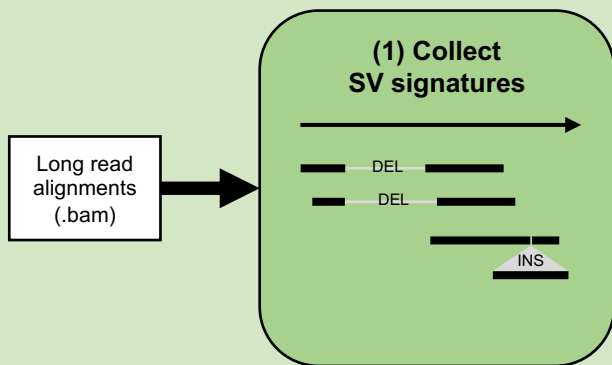 (1) Collect
SV signatures
Long read
alignments
(.bam)
DEL
DEL
INS